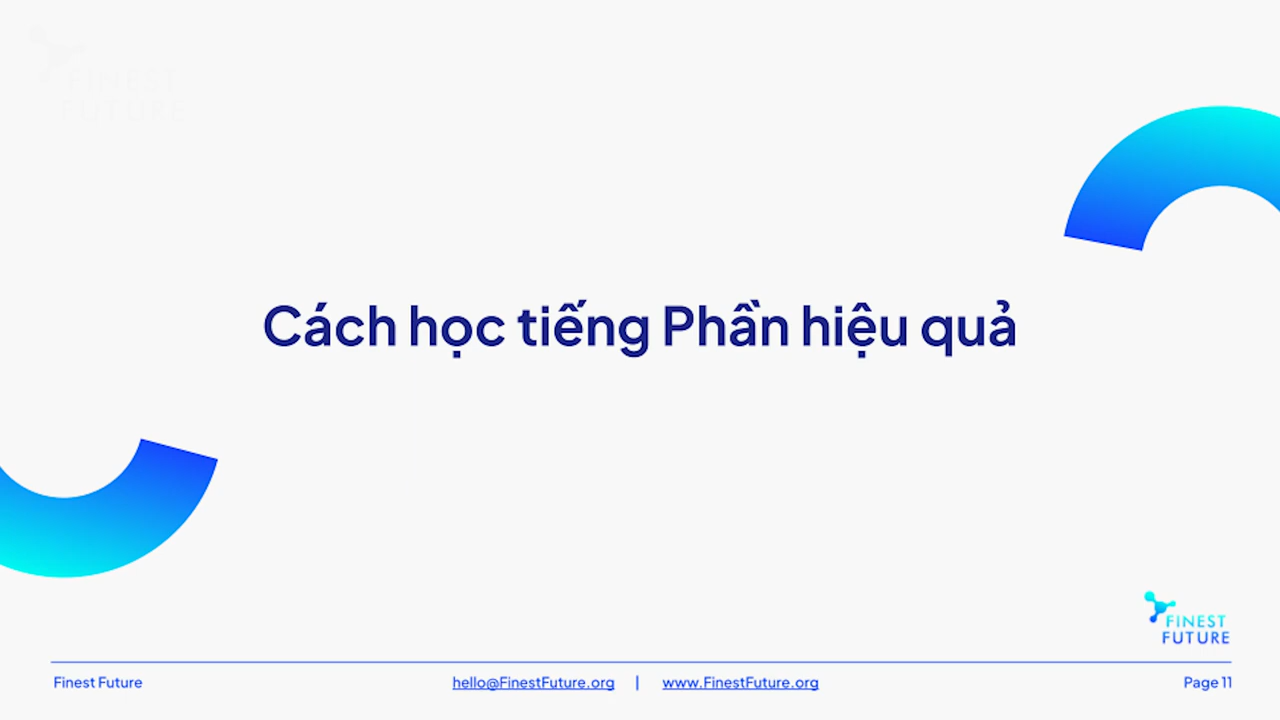 FINEST
FUTURE
Cách học tiếng Phần hiệu quả
FINEST
FUTURE
Finest Future
hello@FinestFuture.org | www.FinestFuture.org
Page 11